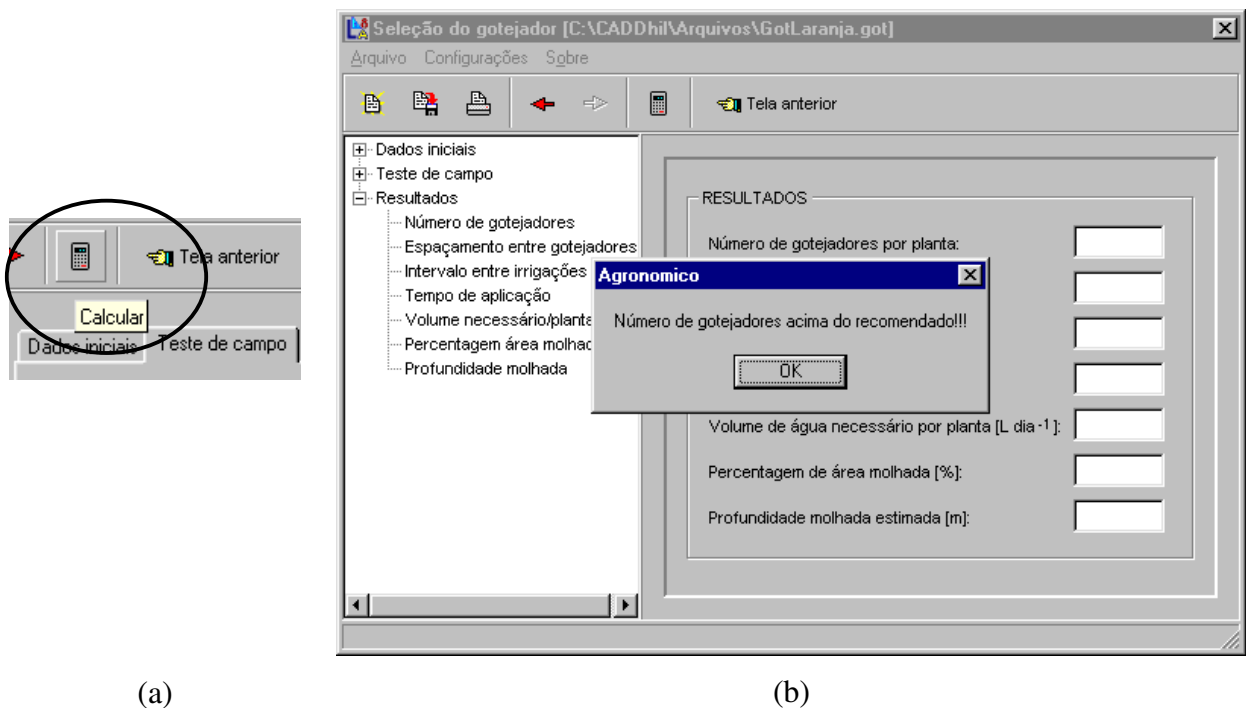 Tela anterior
Calcular
Dados iniciais Teste de campo
(a)
Seleção do gotejador [C:\CADDhil\Arquivos\GotLaranja.got]
Arquivo Configurações Sobre
Tela anterior
Dados iniciais
Teste de campo
Resultados
Número de gotejadores
Espaçamento entre gotejadores
Intervalo entre irrigações
Tempo de aplicação
Volume necessário/planta
Percentagem área molhad
Profundidade molhada
RESULTADOS
Número de gotejadores por planta:
Agronomico
Número de gotejadores acima do recomendado!!!
OK
Volume de água necessário por planta [L dia -1 ]:
Percentagem de área molhada [%]:
Profundidade molhada estimada [m]:
(b)